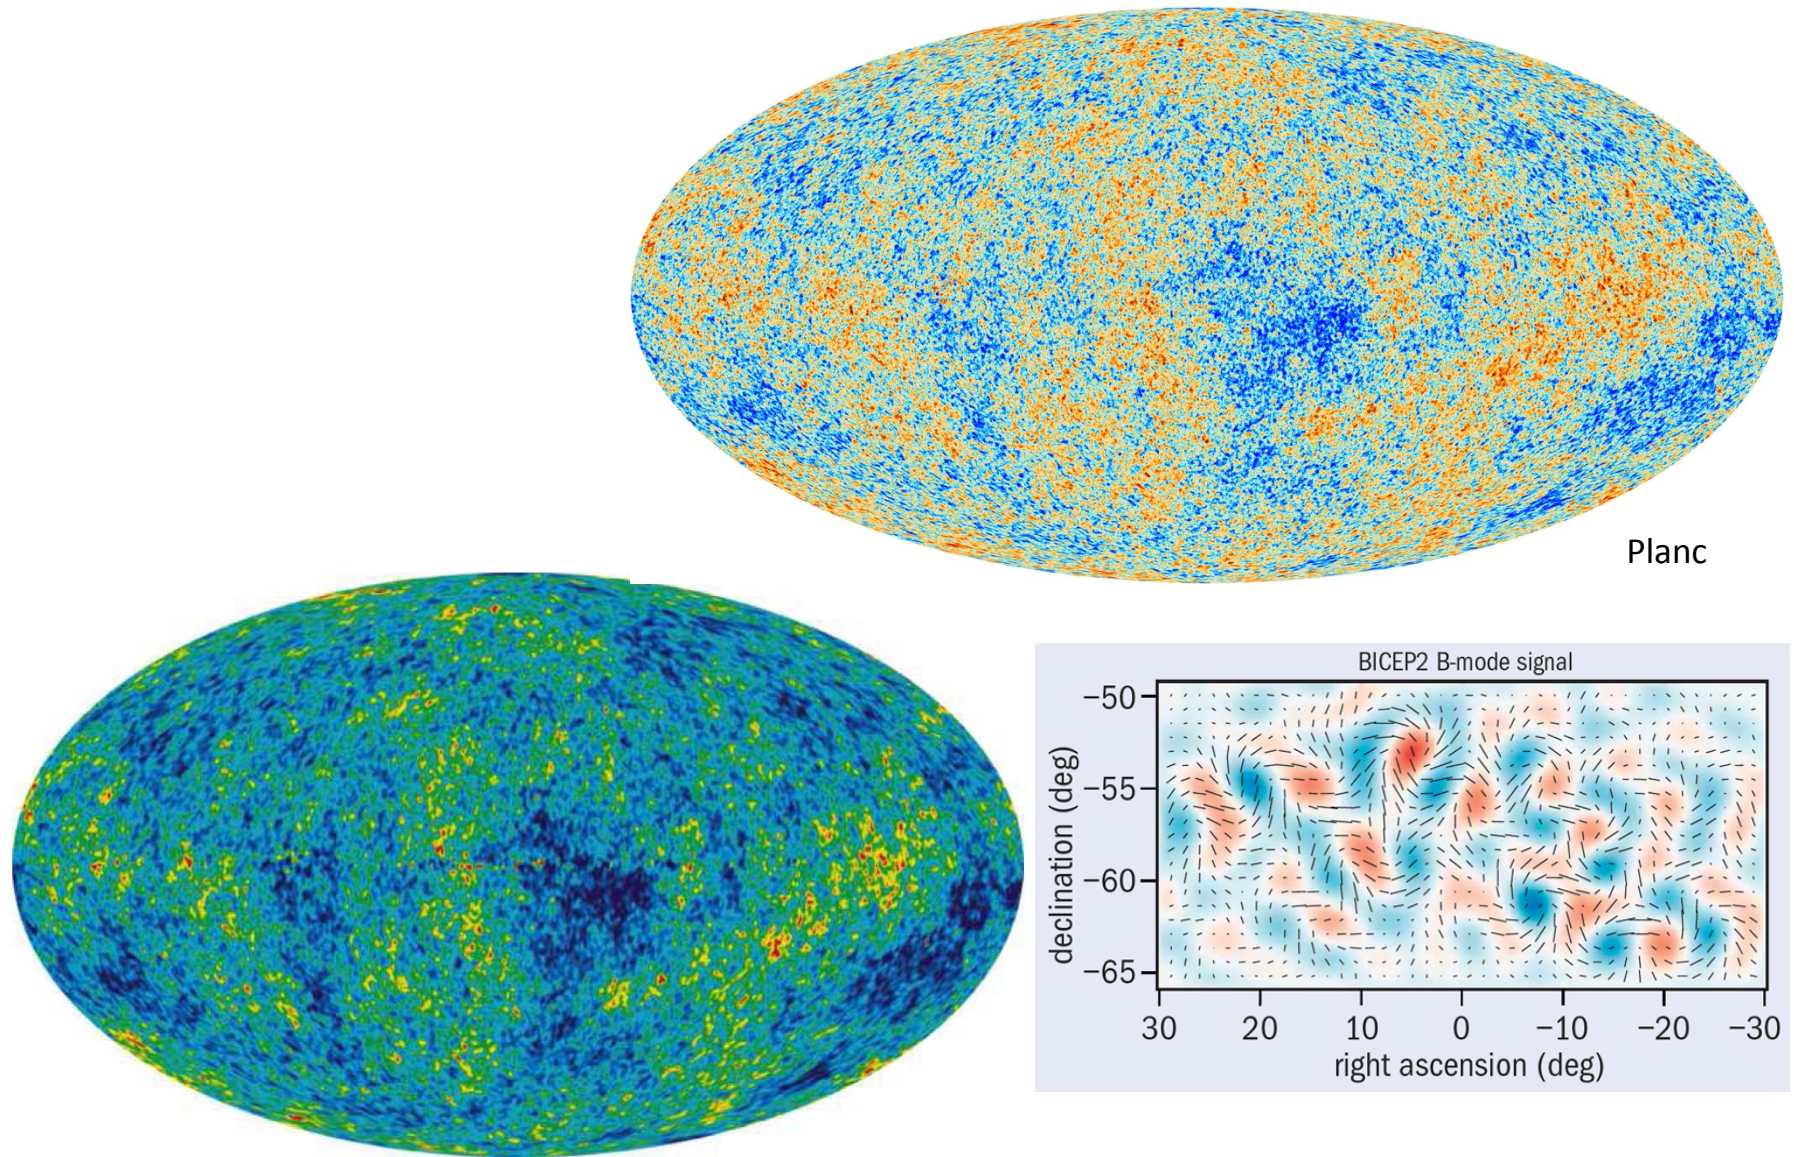 Planc
BICEP2 B-mode signal
declination (deg)
−50
−55
−60
−65
30 20 10 0 −10 −20 −30
right ascension (deg)